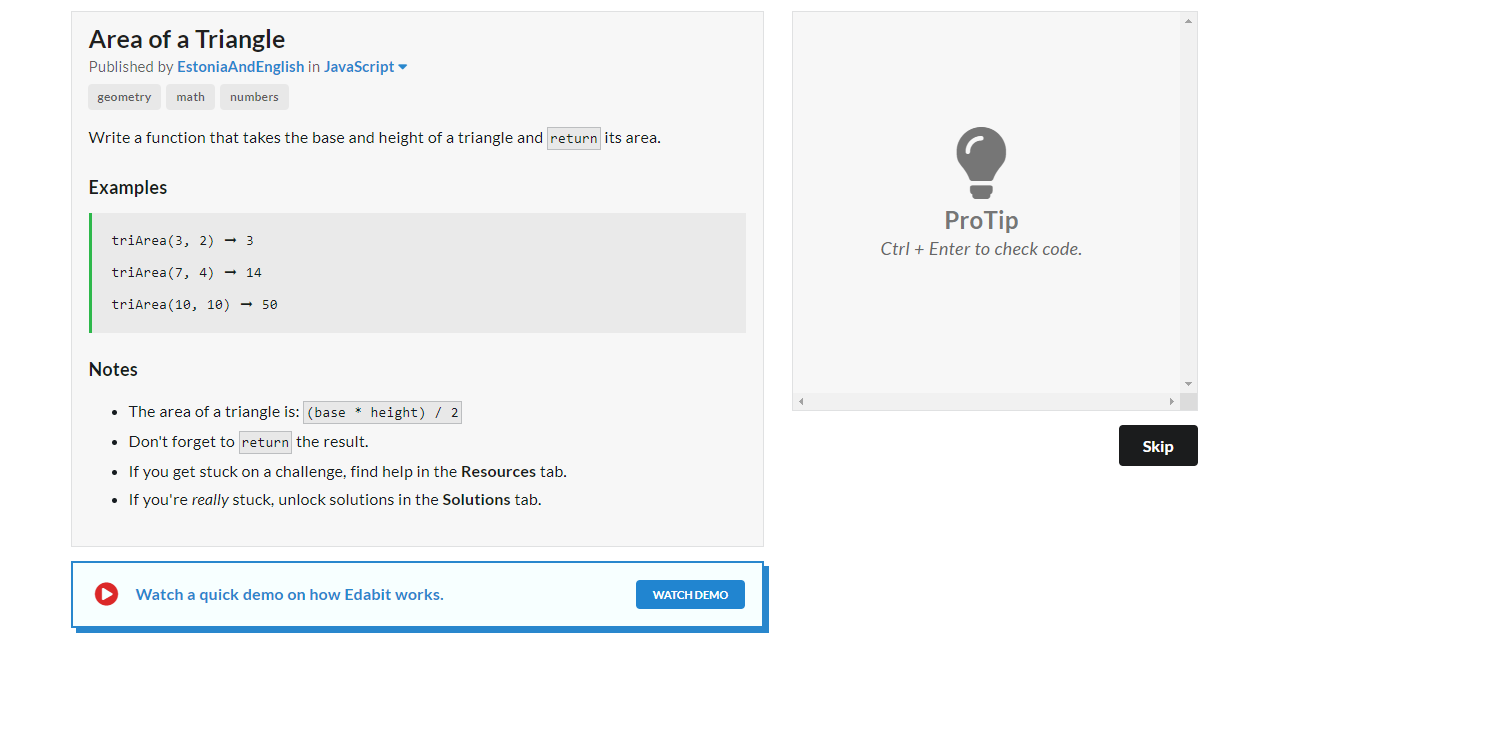 Area of a Triangle
Published by EstoniaAndEnglish in JavaScript
geometry math numbers
Write a function that takes the base and height of a triangle and return its area.
Examples
triArea(3, 2) ➞ 3
triArea(7, 4) ➞ 14
triArea(10, 10) ➞ 50
Notes
• The area of a triangle is: (base * height) / 2
• Don't forget to return the result.
• If you get stuck on a challenge, find help in the Resources tab.
• If you're really stuck, unlock solutions in the Solutions tab.
Watch a quick demo on how Edabit works.
WATCH DEMO
ProTip
Ctrl + Enter to check code.
Skip